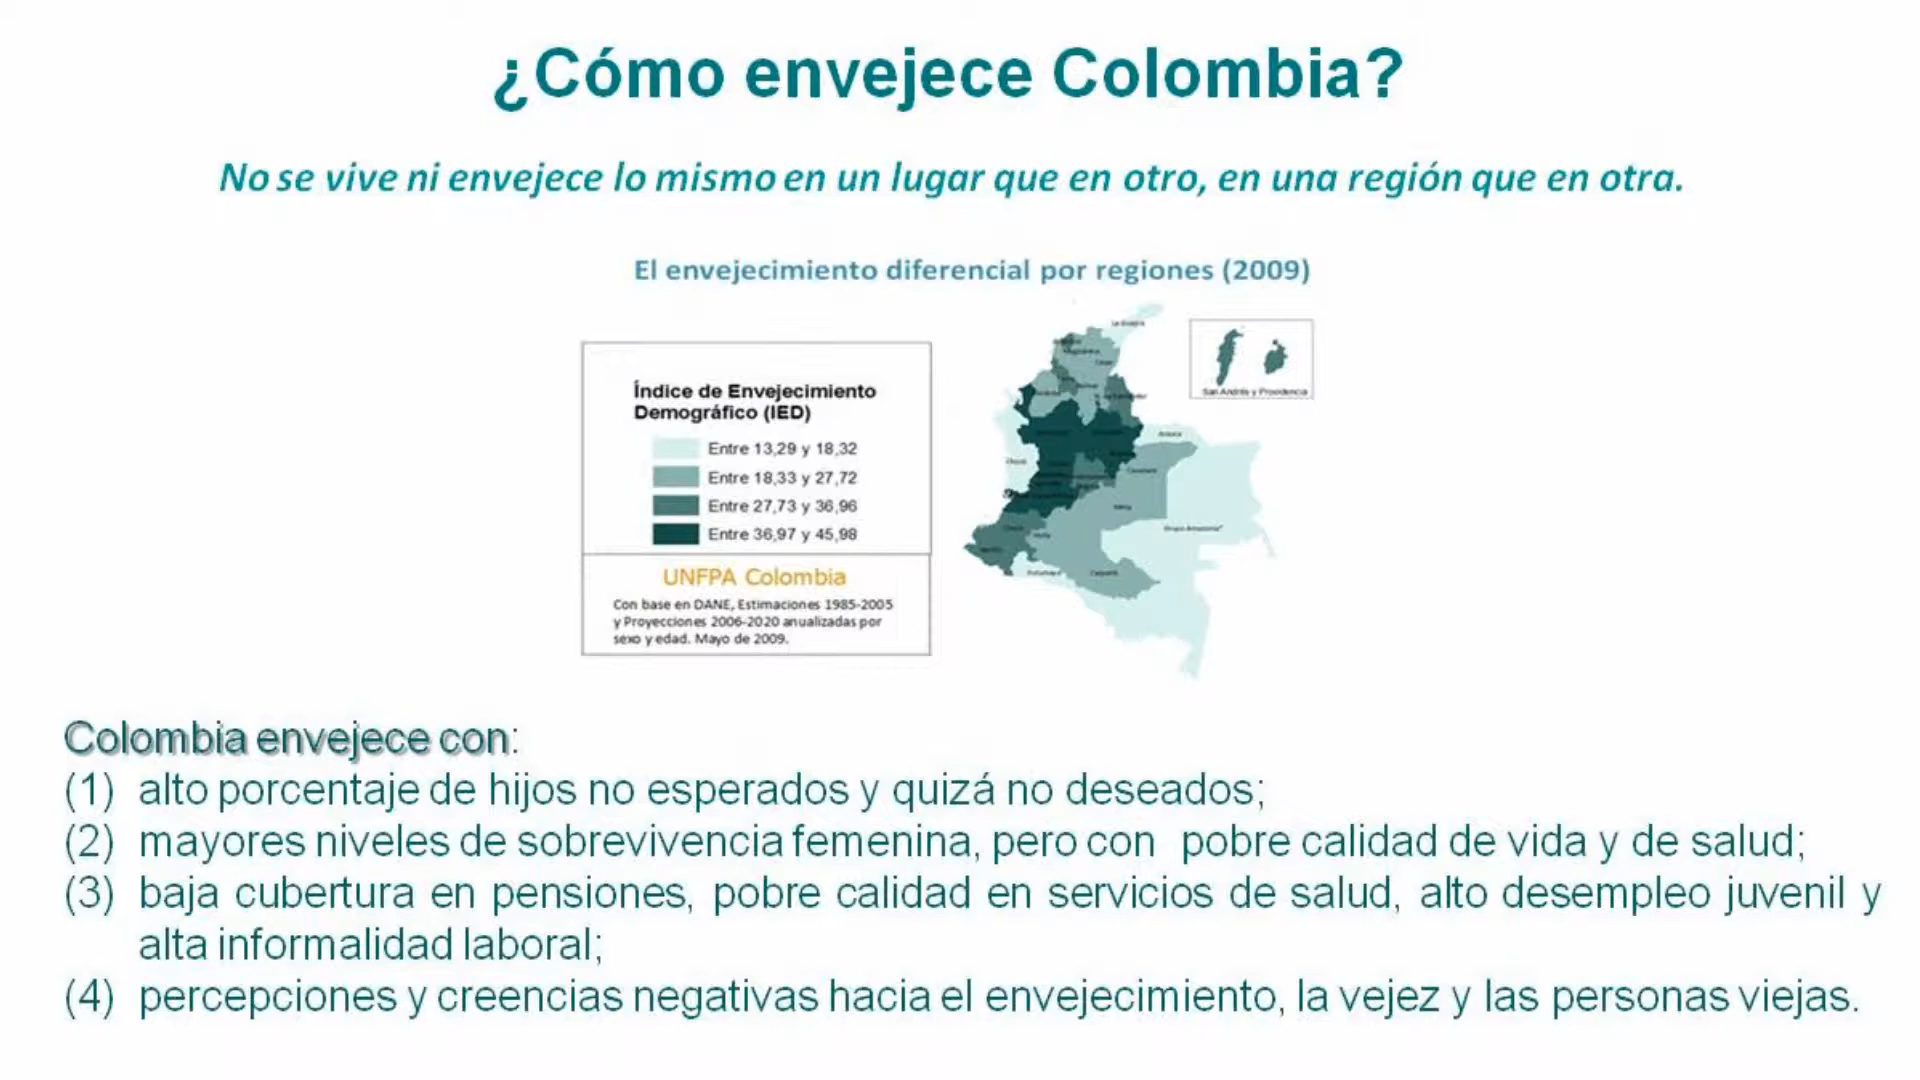 ¿Cómo envejece Colombia?
No se vive ni envejece lo mismo en un lugar que en otro, en una región que en otra.
El envejecimiento diferencial por regiones (2009)
Índice de Envejecimiento
Demográfico (IED)
Entre 13,29 y 18,32
Entre 18,33 y 27,72
Entre 27,73 y 36,96
Entre 36,97 y 45,98
UNFPA Colombia
Con base en DANE, Estimaciones 1985-2005
y Proyecciones 2006-2020 anualizadas por
sexo y edad. Mayo de 2009.
La Guajira
San Andrés y Providencia
Colombia envejece con:
(1) alto porcentaje de hijos no esperados y quizá no deseados;
(2) mayores niveles de sobrevivencia femenina, pero con pobre calidad de vida y de salud;
(3) baja cubertura en pensiones, pobre calidad en servicios de salud, alto desempleo juvenil y
alta informalidad laboral;
(4) percepciones y creencias negativas hacia el envejecimiento, la vejez y las personas viejas.